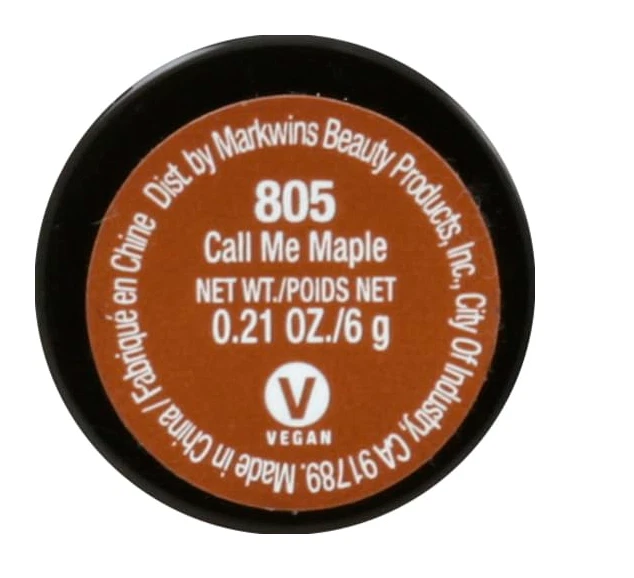 Dist. by Markwins Beauty Products, Inc., City Of Industry, CA 91789. Made in China / Fabriqué en Chine
805
Call Me Maple
NET WT./POIDS NET
0.21 OZ./6 g
V
VEGAN